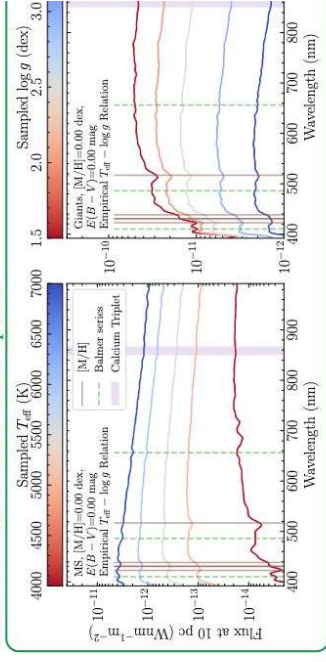 Sampled T_eff (K)
4000 4500 5000 5500 6000 6500 7000
MS, [M/H]=0.00 dex,
E(B − V)=0.00 mag
Empirical T_eff − log g Relation
[M/H]
Balmer series
Calcium Triplet
Flux at 10 pc (Wnm⁻¹m⁻²)
10⁻¹¹
10⁻¹²
10⁻¹³
10⁻¹⁴
400 500 600 700 800 900
Wavelength (nm)
Sampled log g (dex)
1.5 2.0 2.5 3.0
Giants, [M/H]=0.00 dex,
E(B − V)=0.00 mag
Empirical T_eff − log g Relation
10⁻¹⁰
10⁻¹¹
10⁻¹²
400 500 600 800
Wavelength (nm)